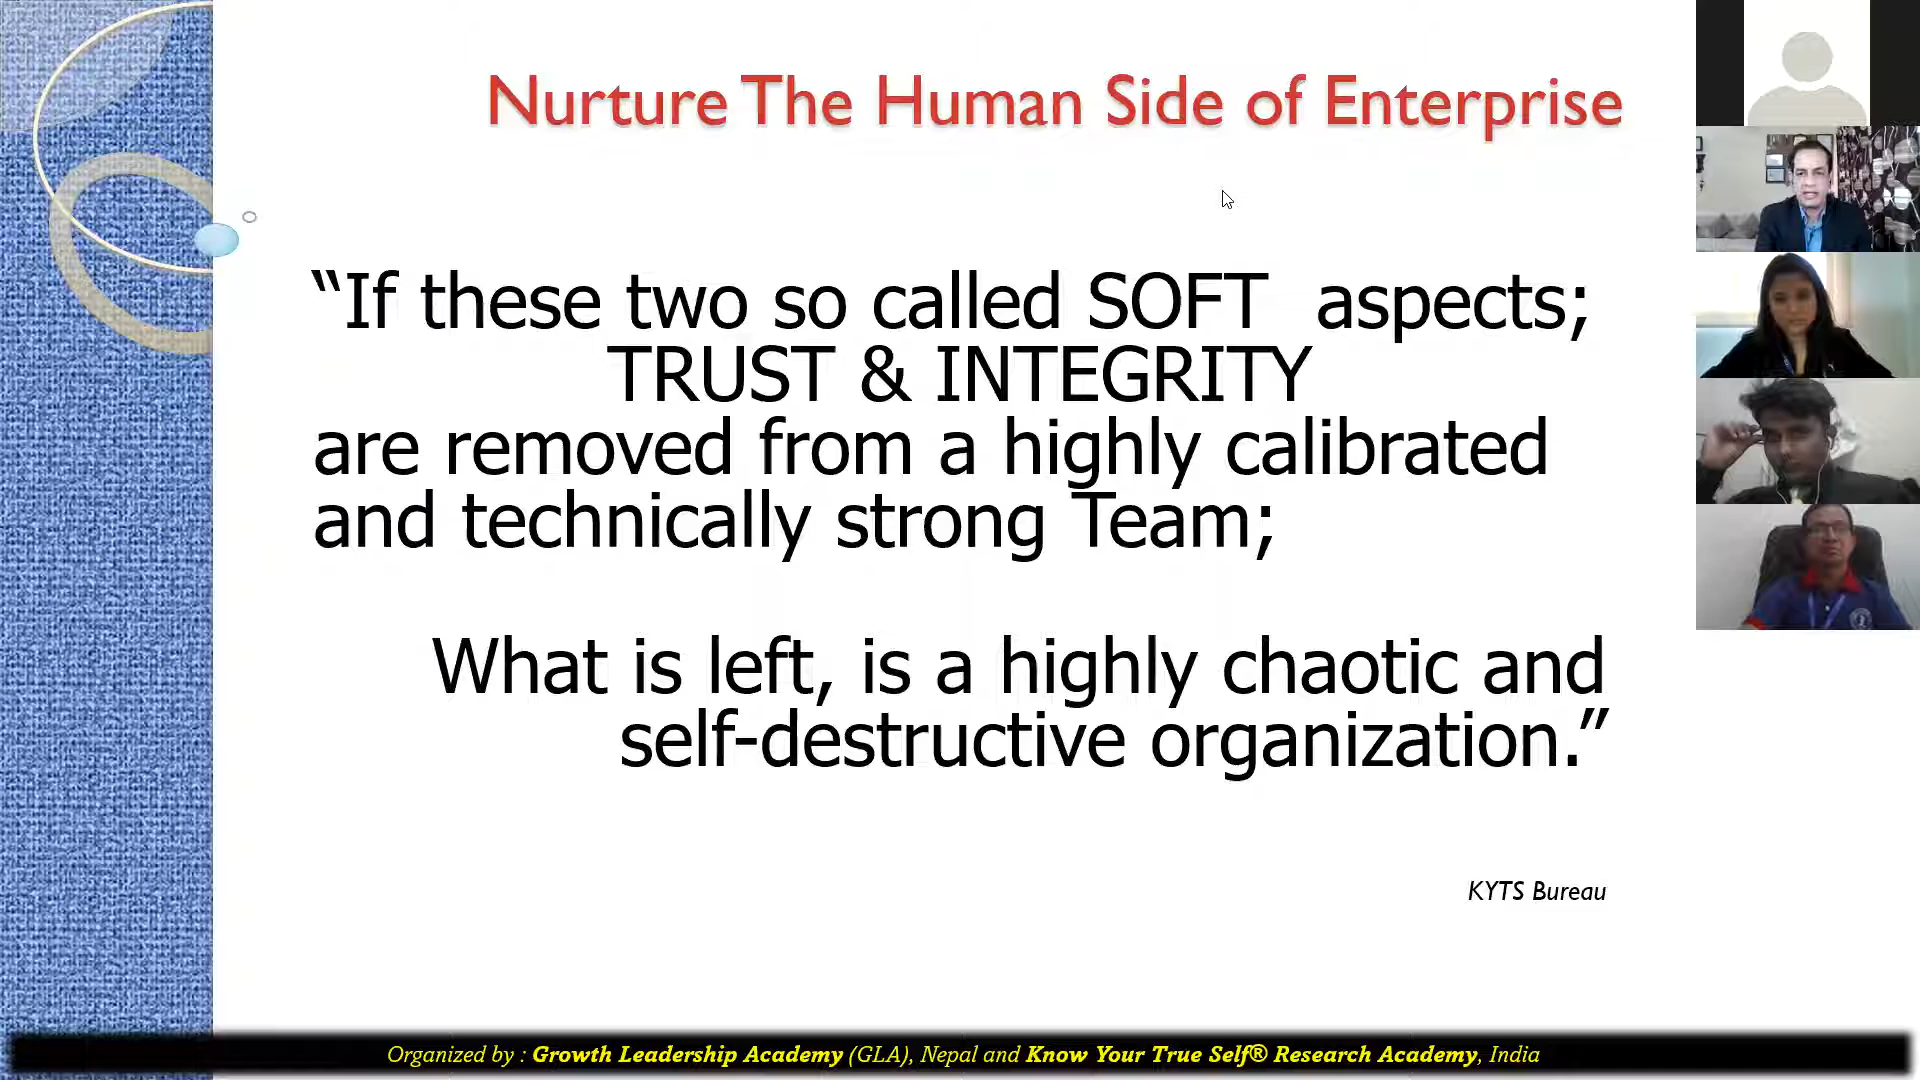 Nurture The Human Side of Enterprise
“If these two so called SOFT aspects;
TRUST & INTEGRITY
are removed from a highly calibrated
and technically strong Team;
What is left, is a highly chaotic and
self-destructive organization.”
KYTS Bureau
Organized by : Growth Leadership Academy (GLA), Nepal and Know Your True Self® Research Academy, India